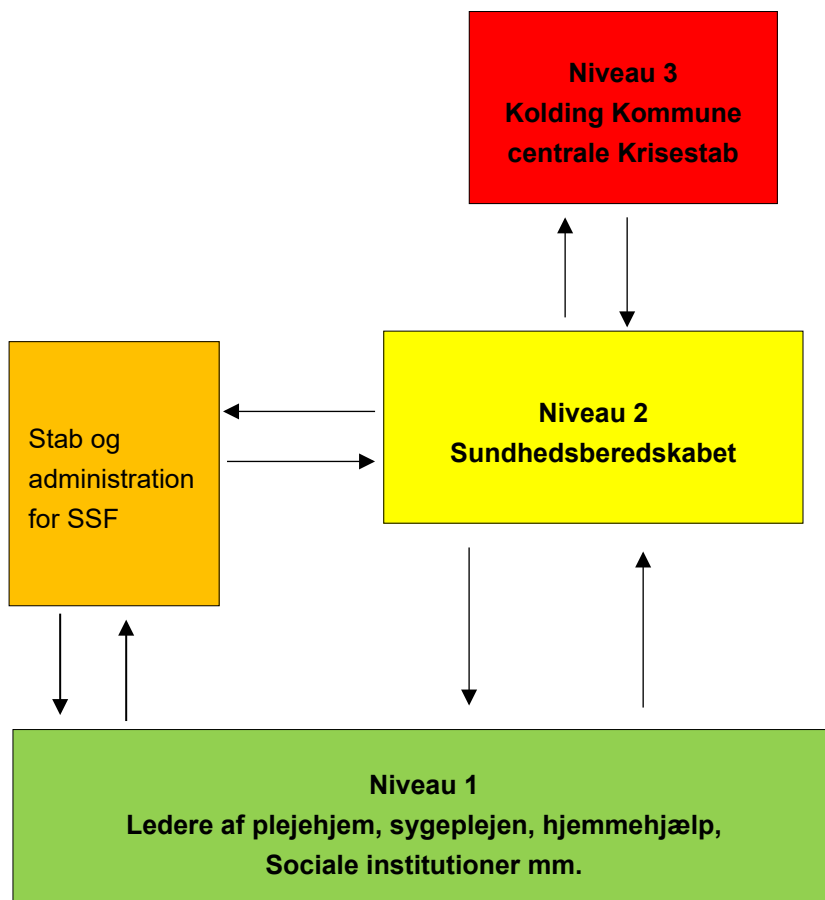 Niveau 3
Kolding Kommune
centrale Krisestab
Niveau 2
Sundhedsberedskabet
Stab og
administration
for SSF
Niveau 1
Ledere af plejehjem, sygeplejen, hjemmehjælp,
Sociale institutioner mm.